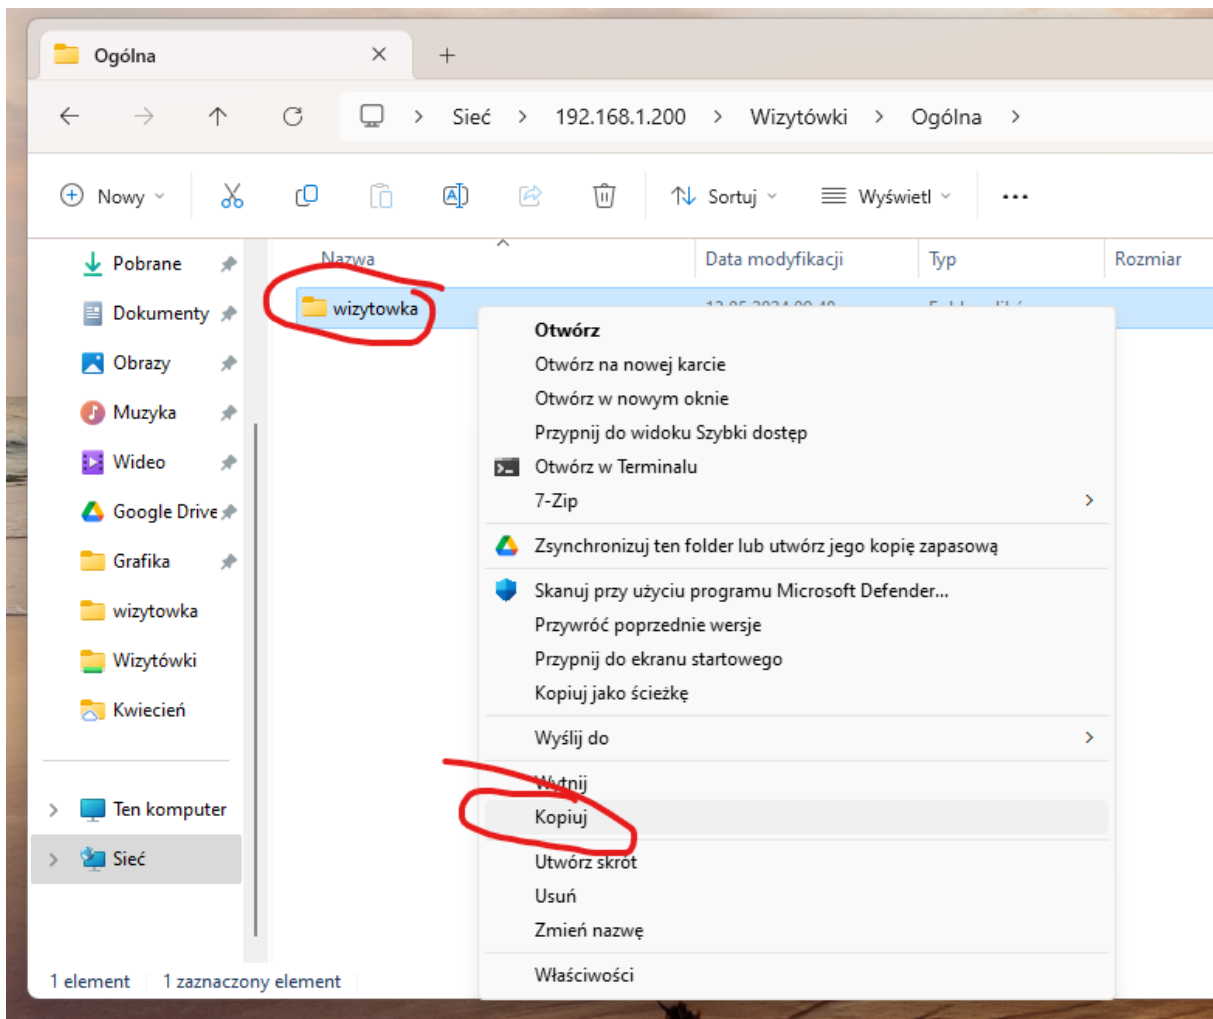 Ogólna
Sieć > 192.168.1.200 > Wizytówki > Ogólna >
Nowy Sortuj Wyświetl ...
Nazwa Data modyfikacji Typ Rozmiar
wizytowka
Pobrane
Dokumenty
Obrazy
Muzyka
Wideo
Google Drive
Grafika
wizytowka
Wizytówki
Kwiecień
Ten komputer
Sieć
Otwórz
Otwórz na nowej karcie
Otwórz w nowym oknie
Przypnij do widoku Szybki dostęp
Otwórz w Terminalu
7-Zip
Zsynchronizuj ten folder lub utwórz jego kopię zapasową
Skanuj przy użyciu programu Microsoft Defender...
Przywróć poprzednie wersje
Przypnij do ekranu startowego
Kopiuj jako ścieżkę
Wyślij do
Wytnij
Kopiuj
Utwórz skrót
Usuń
Zmień nazwę
Właściwości
1 element 1 zaznaczony element